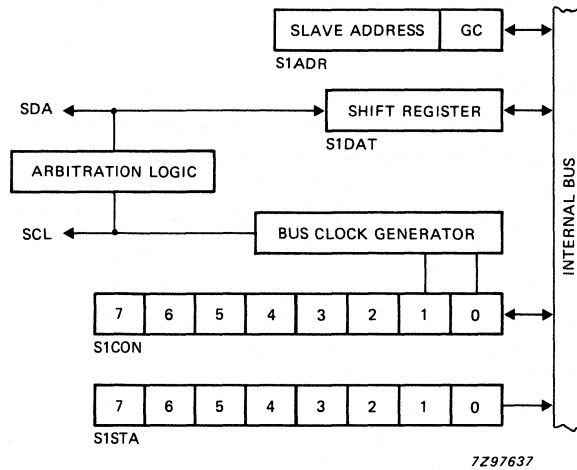 SLAVE ADDRESS GC
S1ADR
SDA
SHIFT REGISTER
S1DAT
ARBITRATION LOGIC
SCL
BUS CLOCK GENERATOR
INTERNAL BUS
7 6 5 4 3 2 1 0
S1CON
7 6 5 4 3 2 1 0
S1STA
7Z97637